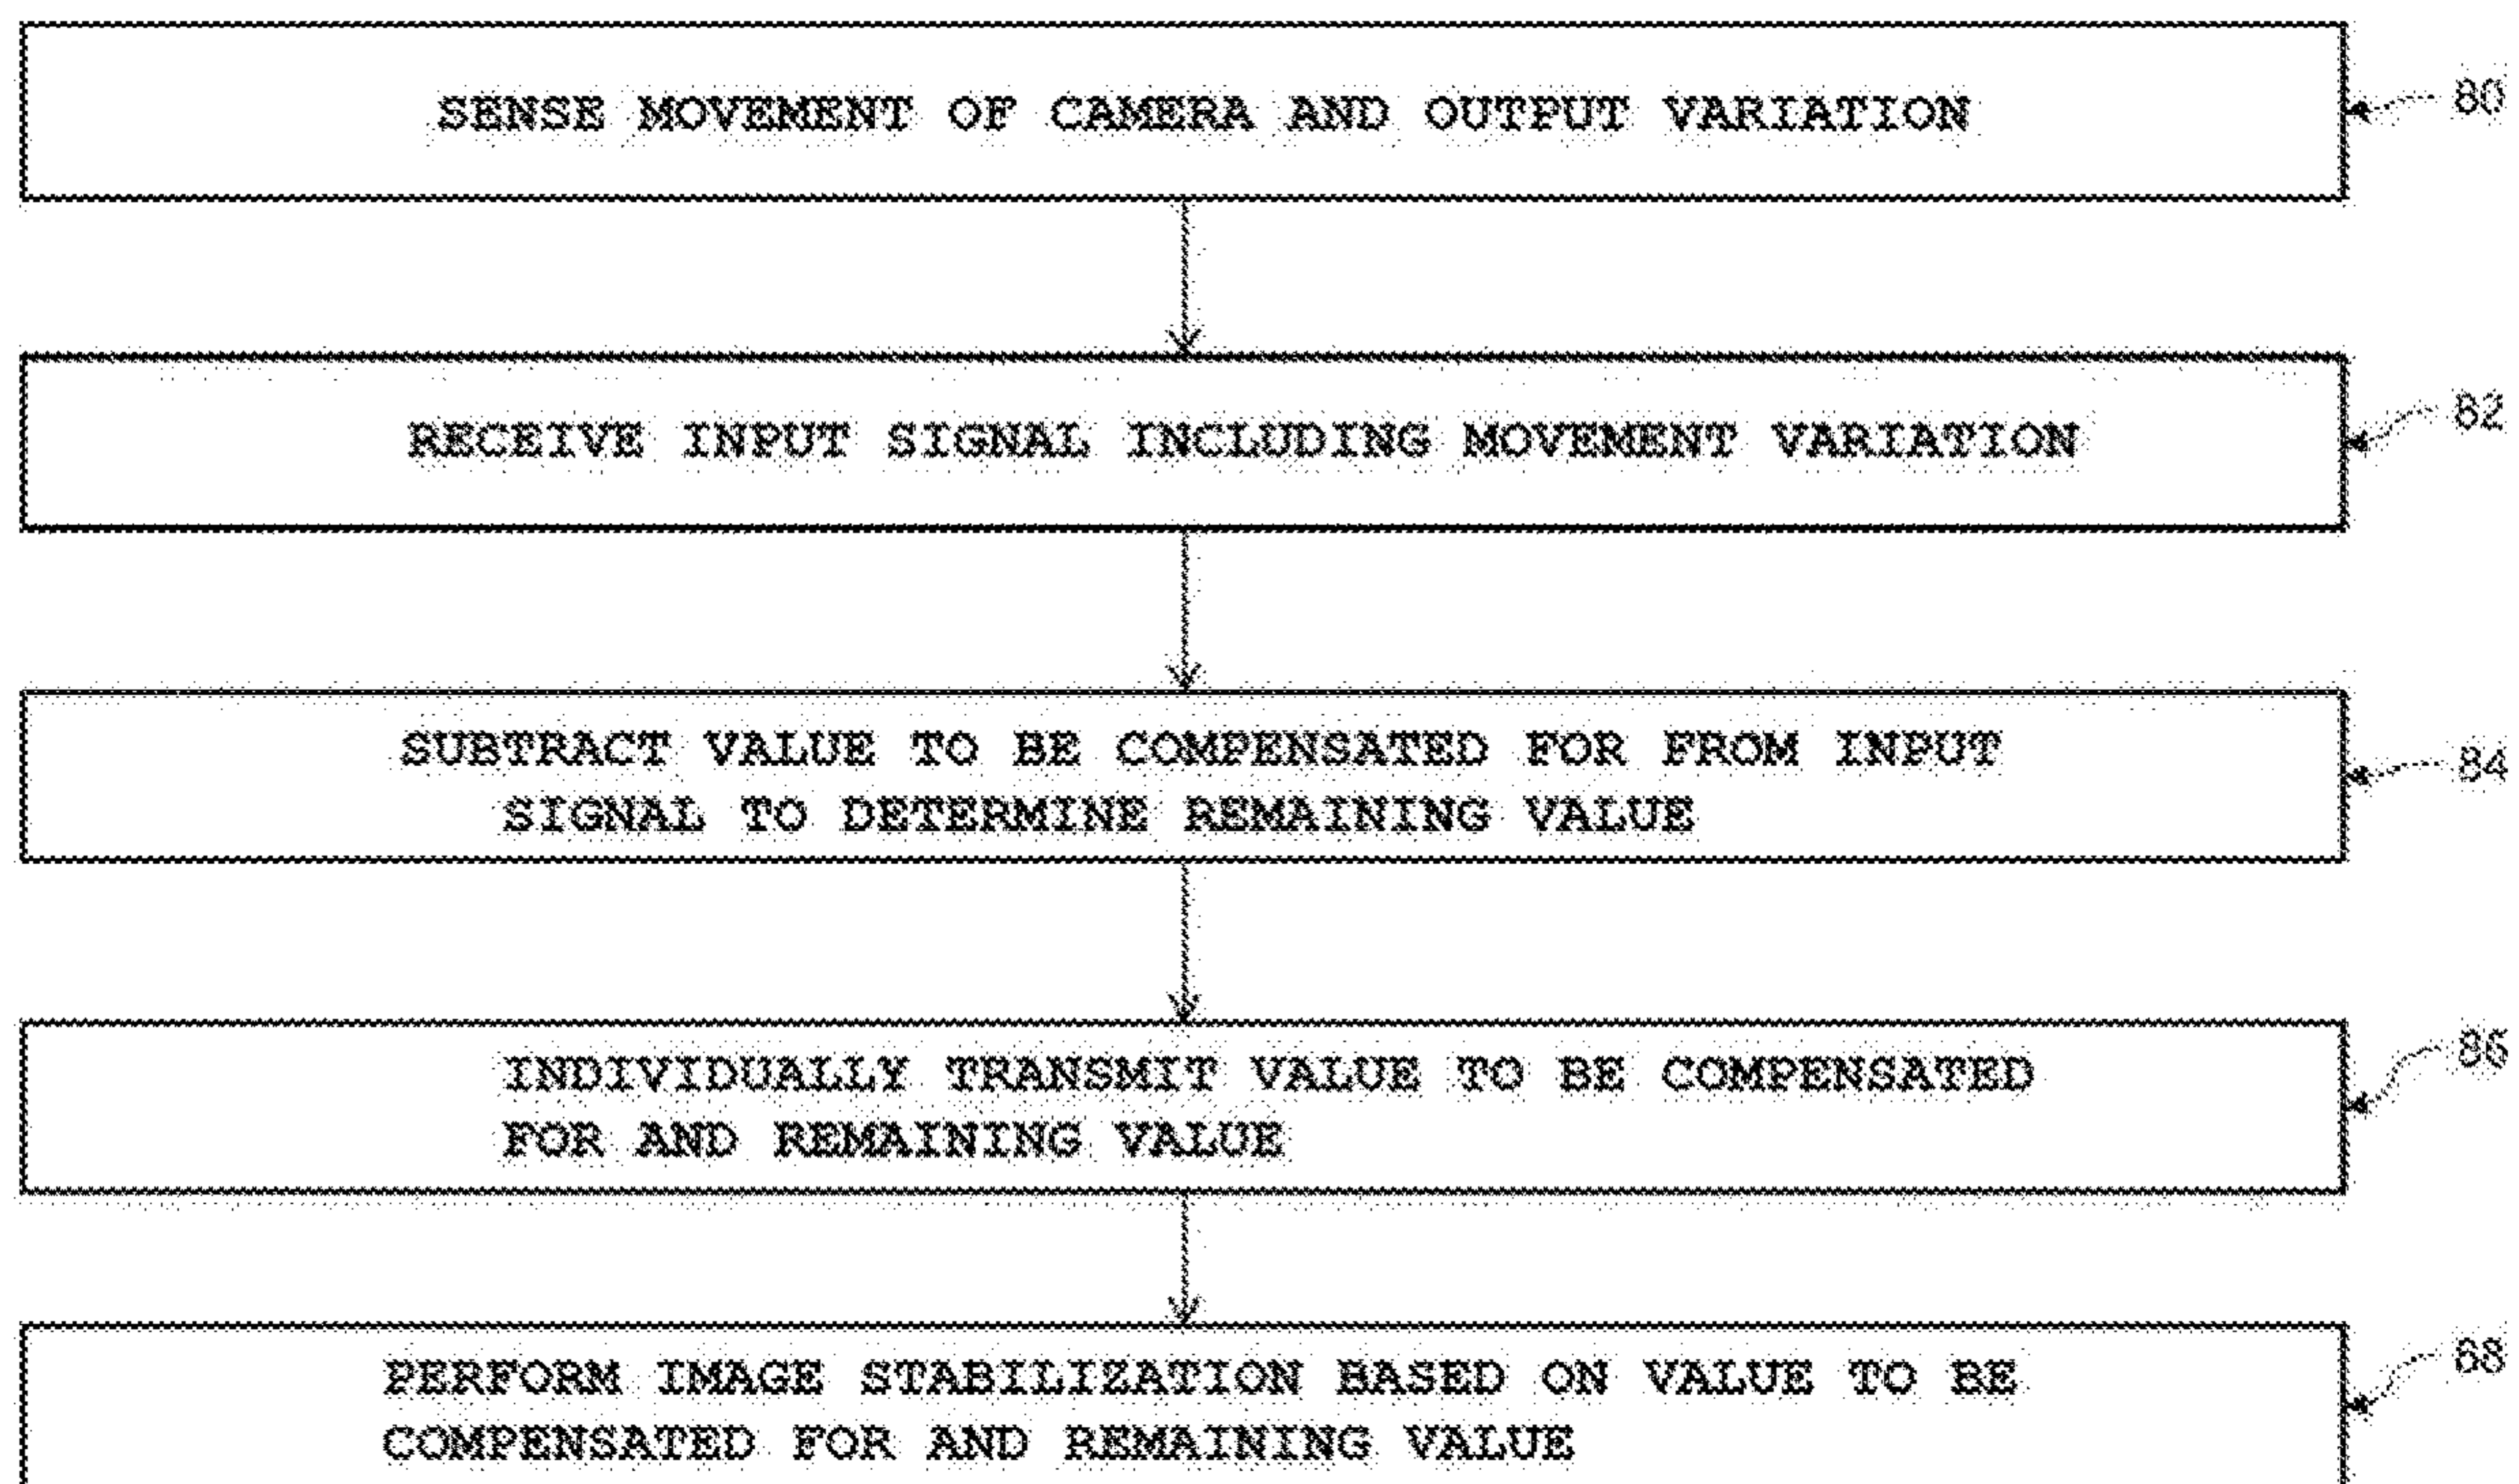 SENSE MOVEMENT OF CAMERA AND OUTPUT VARIATION
80
RECEIVE INPUT SIGNAL INCLUDING MOVEMENT VARIATION
82
SUBTRACT VALUE TO BE COMPENSATED FOR FROM INPUT
SIGNAL TO DETERMINE REMAINING VALUE
84
INDIVIDUALLY TRANSMIT VALUE TO BE COMPENSATED
FOR AND REMAINING VALUE
86
PERFORM IMAGE STABILIZATION BASED ON VALUE TO BE
COMPENSATED FOR AND REMAINING VALUE
88